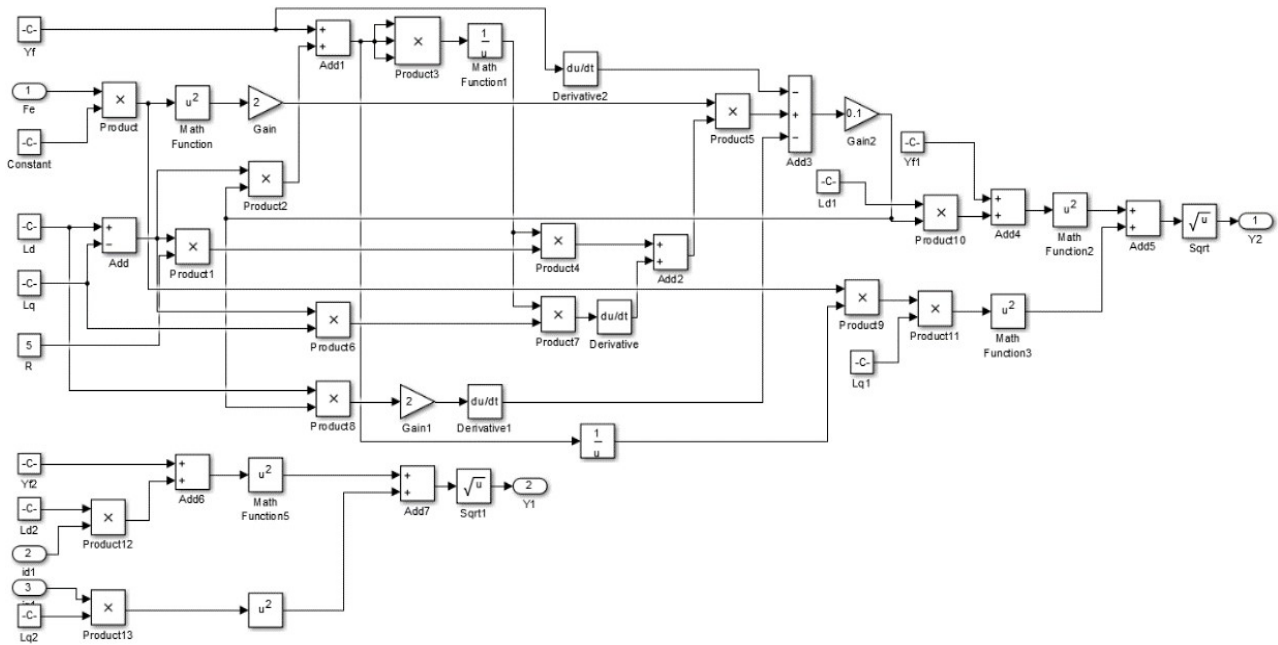 -C-
Yf
+
+
Add1
×
Product3
1
u
Math
Function1
du/dt
Derivative2
1
Fe
-C-
Constant
×
Product
u2
Math
Function
2
Gain
×
Product5
−
+
−
Add3
0.1
Gain2
-C-
Yf1
×
Product2
-C-
Ld1
×
Product10
+
+
Add4
u2
Math
Function2
+
+
Add5
√u
Sqrt
1
Y2
-C-
Ld
+
−
Add
×
Product1
×
Product4
+
+
Add2
-C-
Lq
5
R
×
Product6
×
Product7
du/dt
Derivative
×
Product9
×
Product11
u2
Math
Function3
-C-
Lq1
×
Product8
2
Gain1
du/dt
Derivative1
1
u
-C-
Yf2
+
+
Add6
u2
Math
Function5
+
+
Add7
√u
Sqrt1
2
Y1
-C-
Ld2
×
Product12
2
id1
3
-C-
Lq2
×
Product13
u2